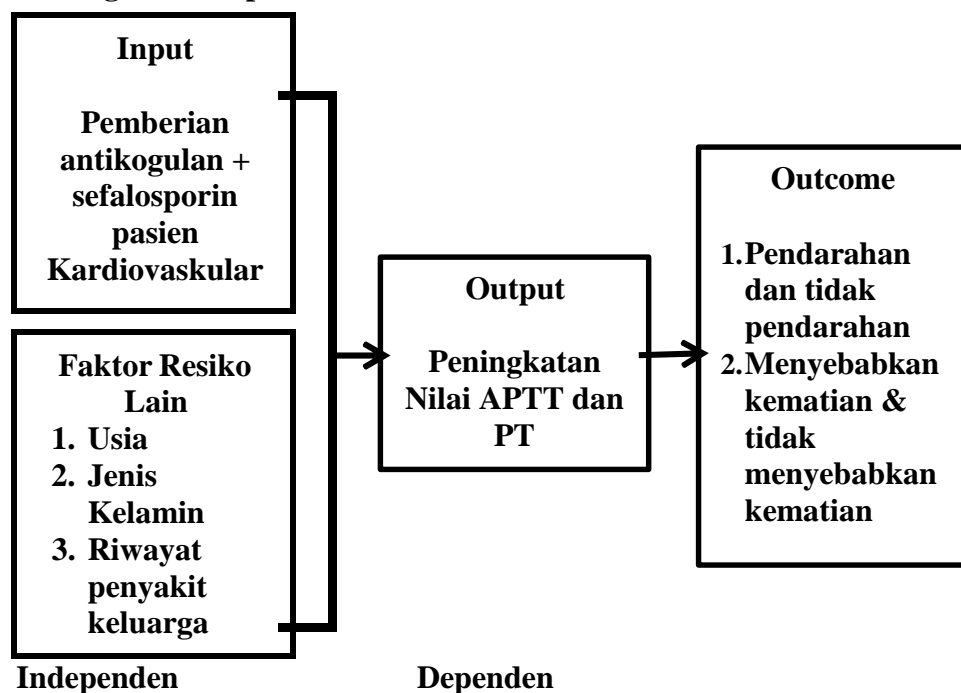 Input
Pemberian
antikogulan +
sefalosporin
pasien
Kardiovaskular
Faktor Resiko
Lain
1. Usia
2. Jenis
Kelamin
3. Riwayat
penyakit
keluarga
Output
Peningkatan
Nilai APTT dan
PT
Outcome
1.Pendarahan
dan tidak
pendarahan
2.Menyebabkan
kematian &
tidak
menyebabkan
kematian
Independen Dependen